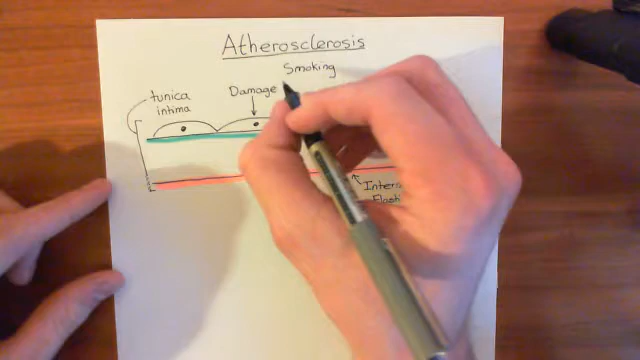 Atherosclerosis
Smoking
Damage
tunica
intima